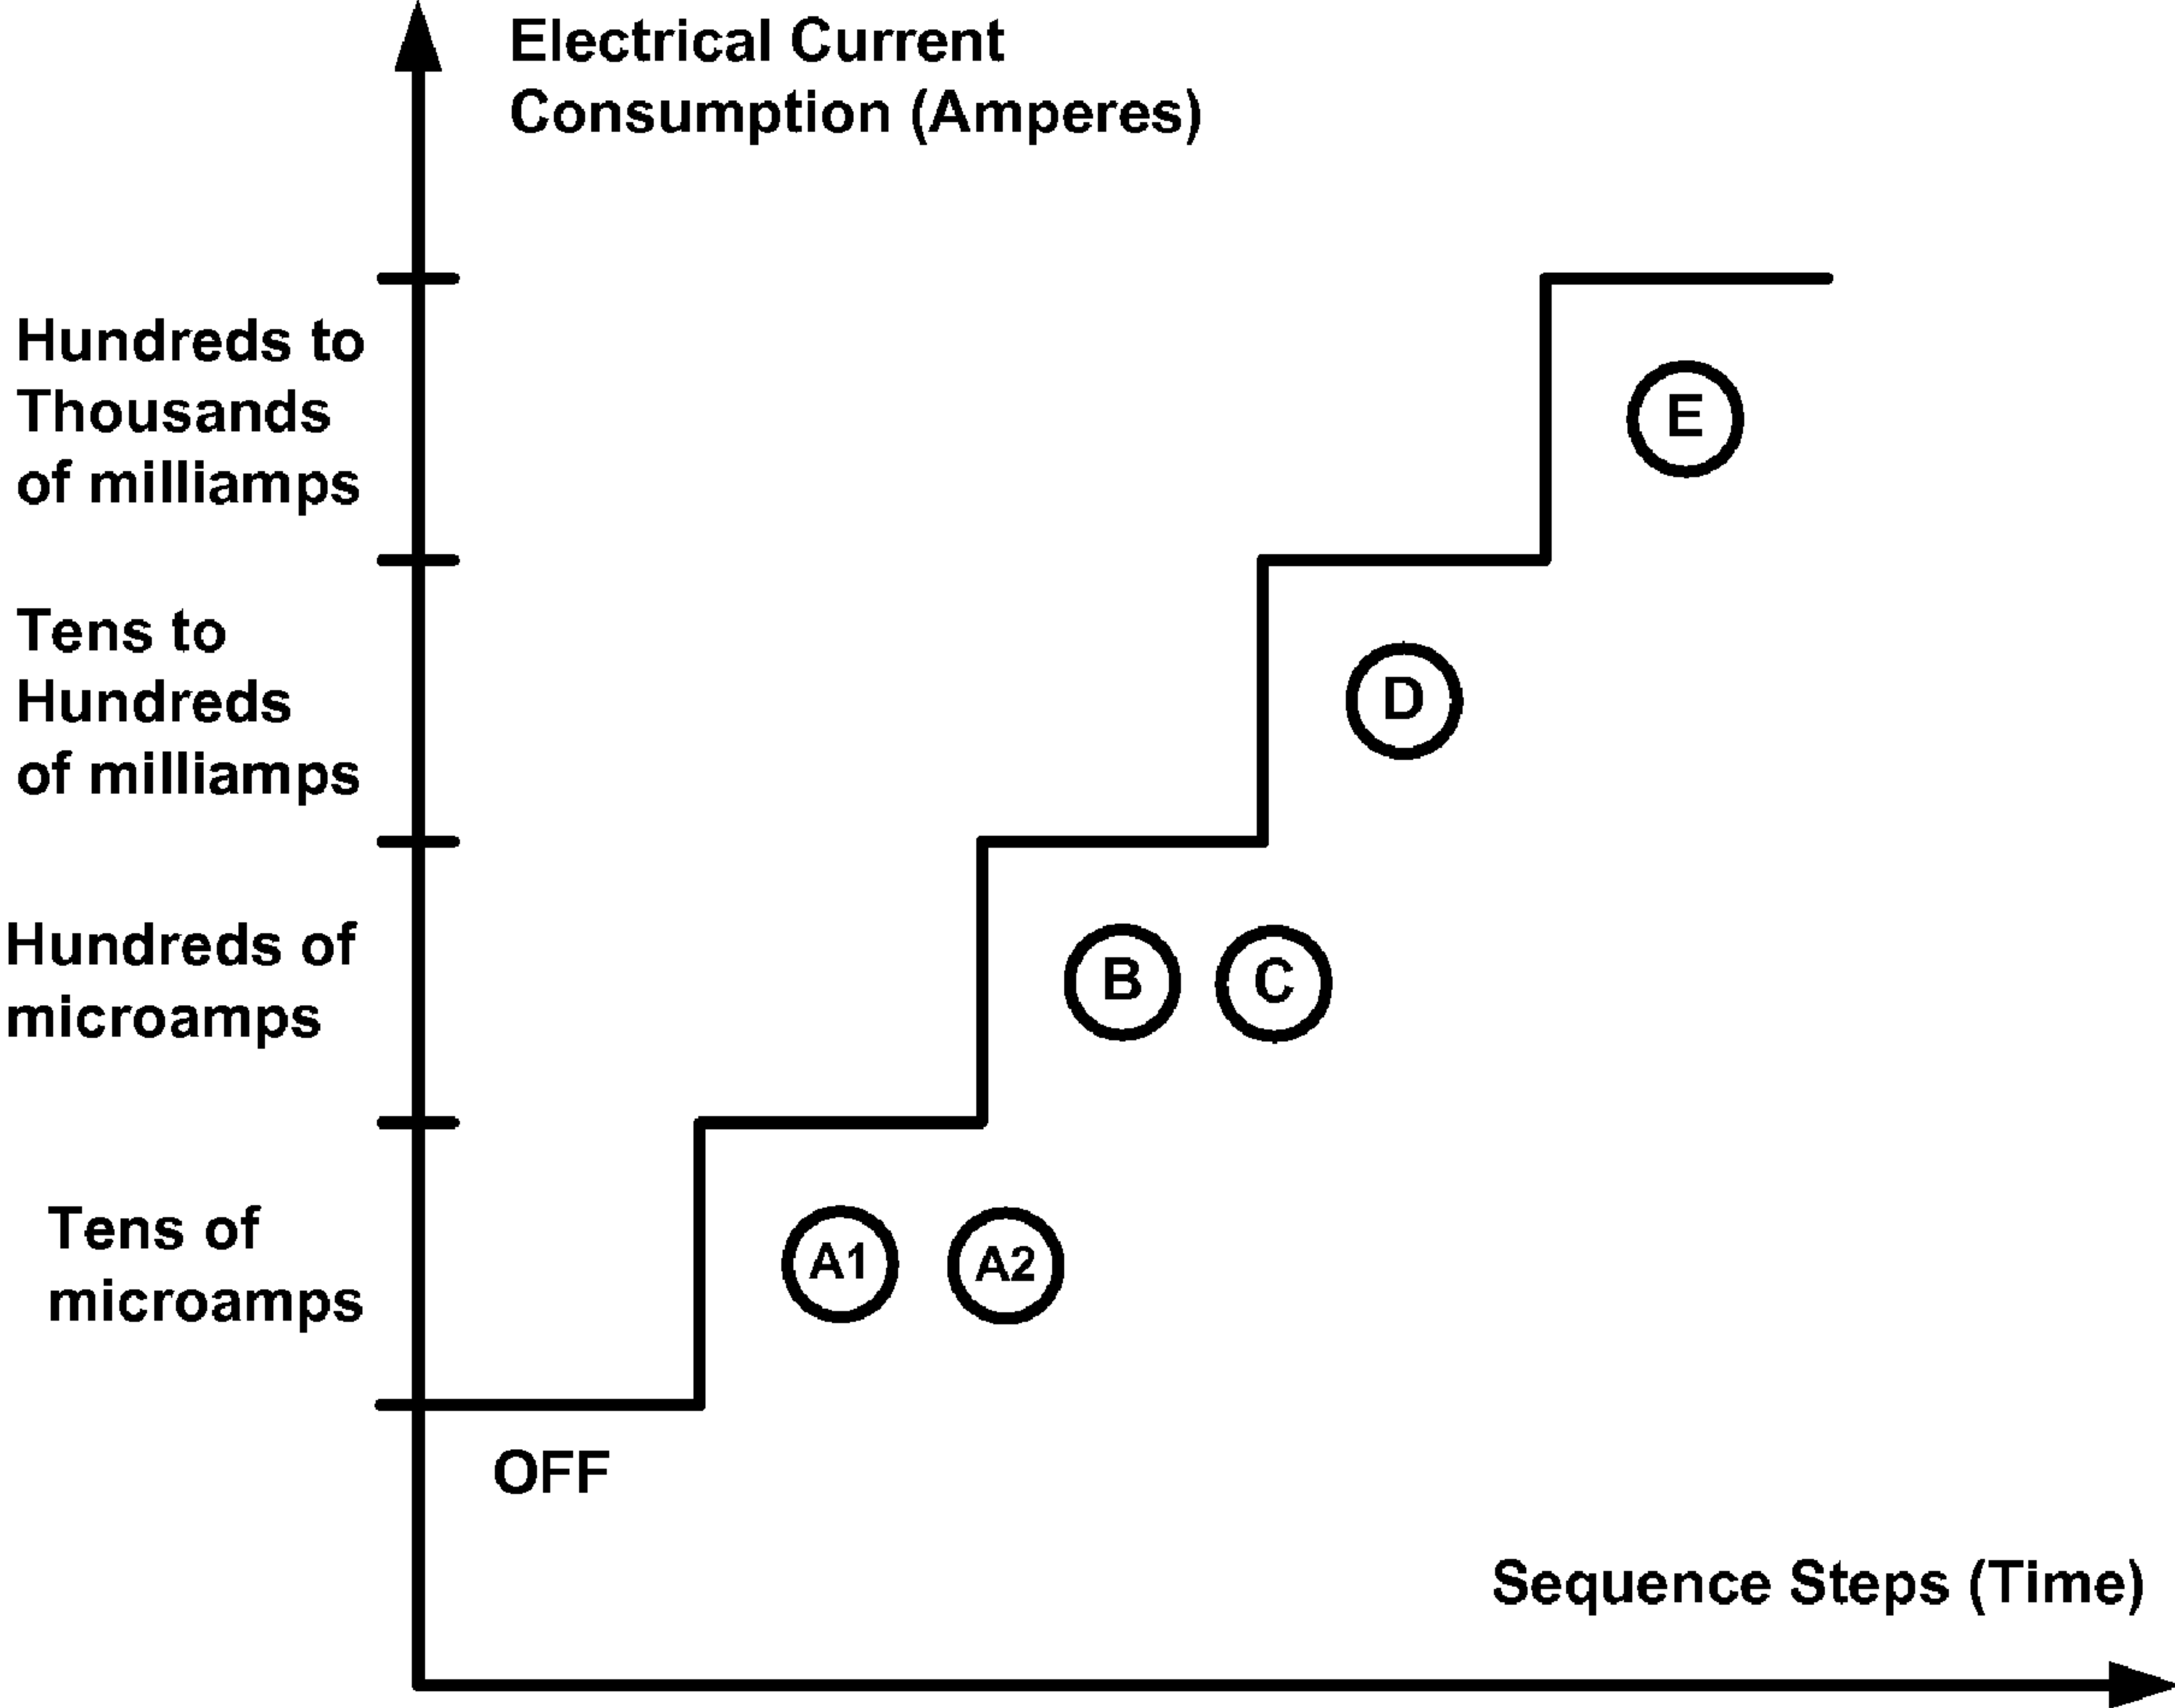 Electrical Current
Consumption (Amperes)
Hundreds to
Thousands
of milliamps
E
Tens to
Hundreds
of milliamps
D
Hundreds of
microamps
B
C
Tens of
microamps
A1
A2
OFF
Sequence Steps (Time)